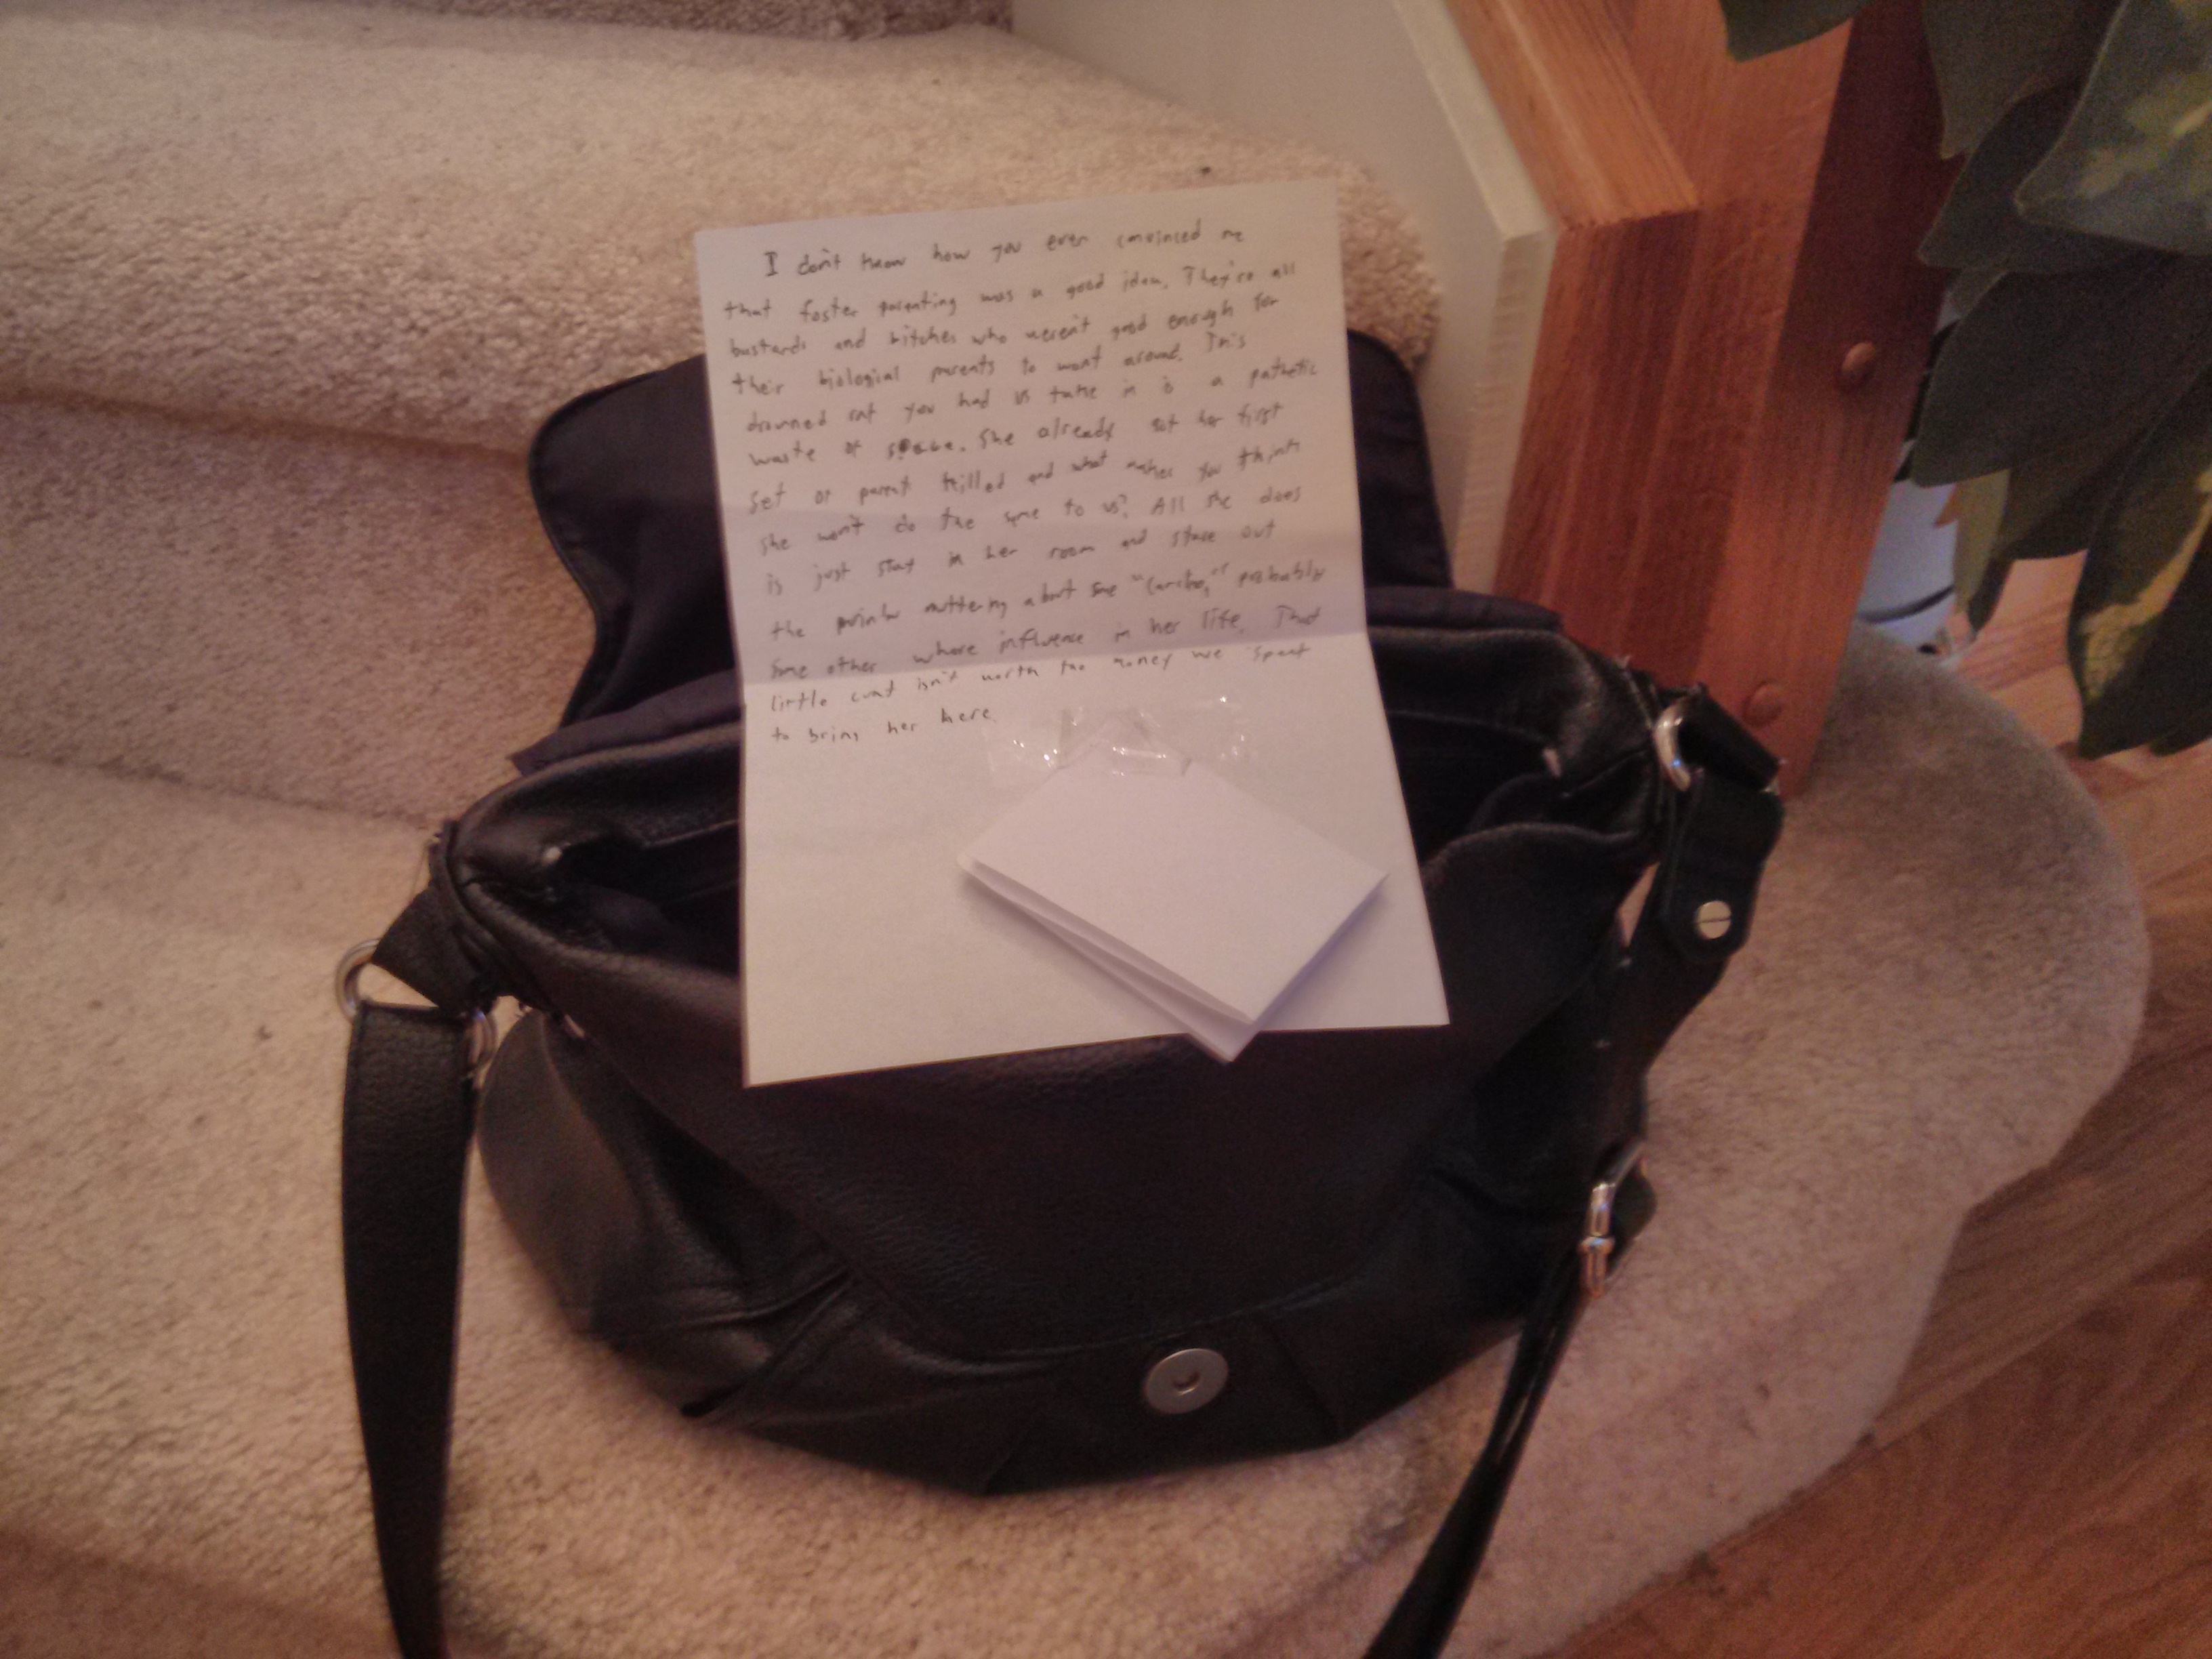 I don't know how you even convinced me
that foster parenting was a good idea. They're all
bastards and bitches who weren't good enough for
their biological parents to want around. This
drowned rat you had us take in is a pathetic
waste of space. She already got her first
set of parents killed and what makes you think
she won't do the same to us? All she does
is just stay in her room and stare out
the window muttering about some probably
some other whore influence in her life. That
little cunt isn't worth the money we spent
to bring her here.